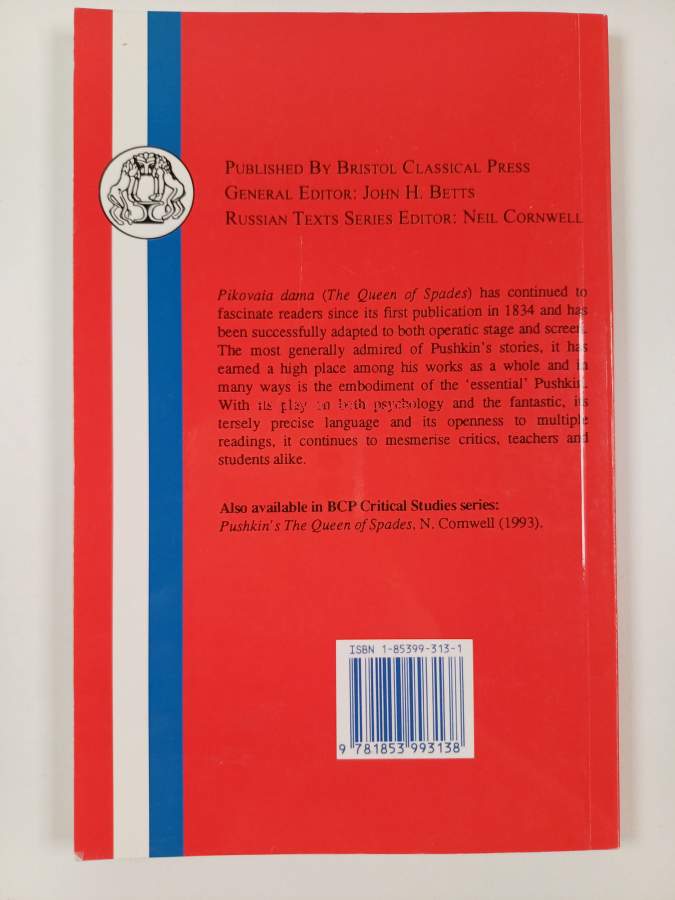 PUBLISHED BY BRISTOL CLASSICAL PRESS
GENERAL EDITOR: JOHN H. BETTS
RUSSIAN TEXTS SERIES EDITOR: NEIL CORNWELL
Pikovaia dama (The Queen of Spades) has continued to
fascinate readers since its first publication in 1834 and has
been successfully adapted to both operatic stage and screen.
The most generally admired of Pushkin's stories, it has
earned a high place among his works as a whole and in
many ways is the embodiment of the 'essential' Pushkin.
With its play on both psychology and the fantastic, its
tersely precise language and its openness to multiple
readings, it continues to mesmerise critics, teachers and
students alike.
Also available in BCP Critical Studies series:
Pushkin's The Queen of Spades, N. Cornwell (1993).
ISBN 1-85399-313-1
9 781853 993138